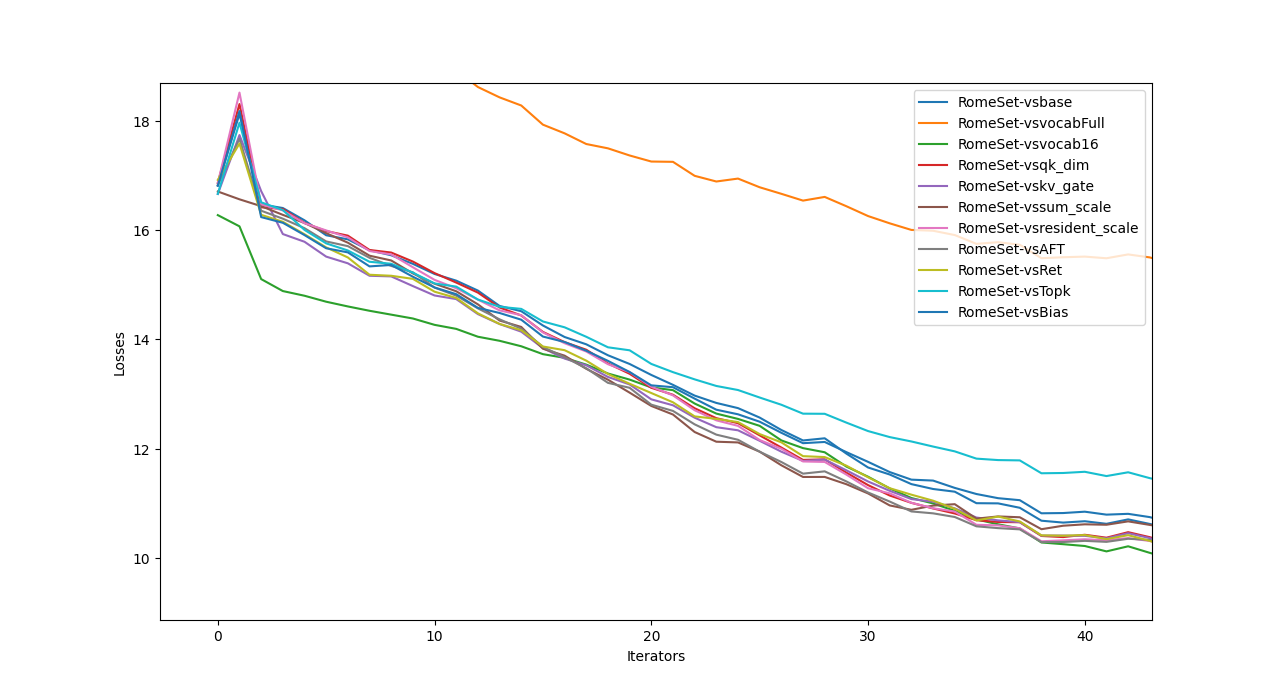 18
16
14
12
10
0
10
20
30
40
Losses
Iterators
RomeSet-vsbase
RomeSet-vsvocabFull
RomeSet-vsvocab16
RomeSet-vsqk_dim
RomeSet-vskv_gate
RomeSet-vssum_scale
RomeSet-vsresident_scale
RomeSet-vsAFT
RomeSet-vsRet
RomeSet-vsTopk
RomeSet-vsBias